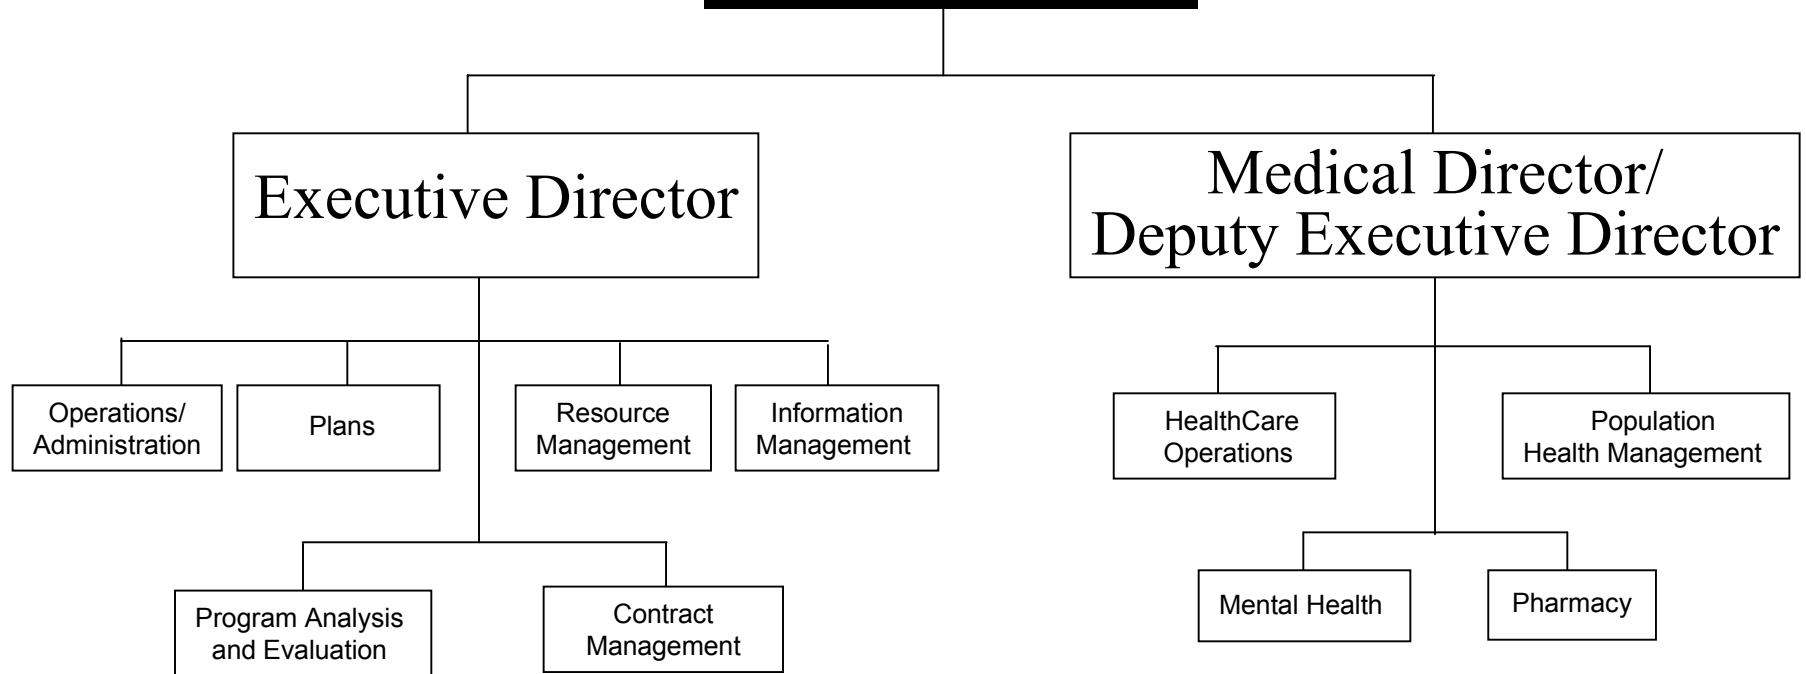 Executive Director
Medical Director/
Deputy Executive Director
Operations/
Administration
Plans
Resource
Management
Information
Management
HealthCare
Operations
Population
Health Management
Program Analysis
and Evaluation
Contract
Management
Mental Health
Pharmacy